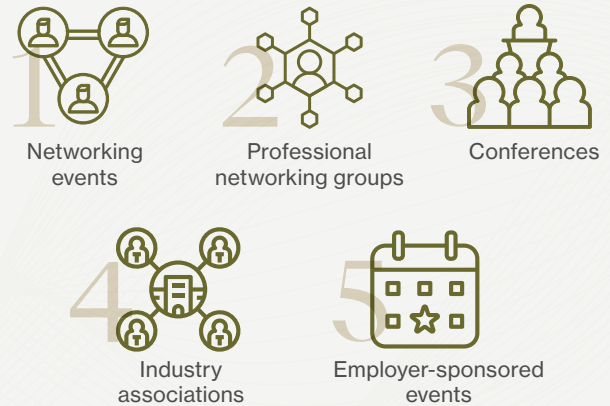 1
2
3
Networking
events
Professional
networking groups
Conferences
4
5
Industry
associations
Employer-sponsored
events